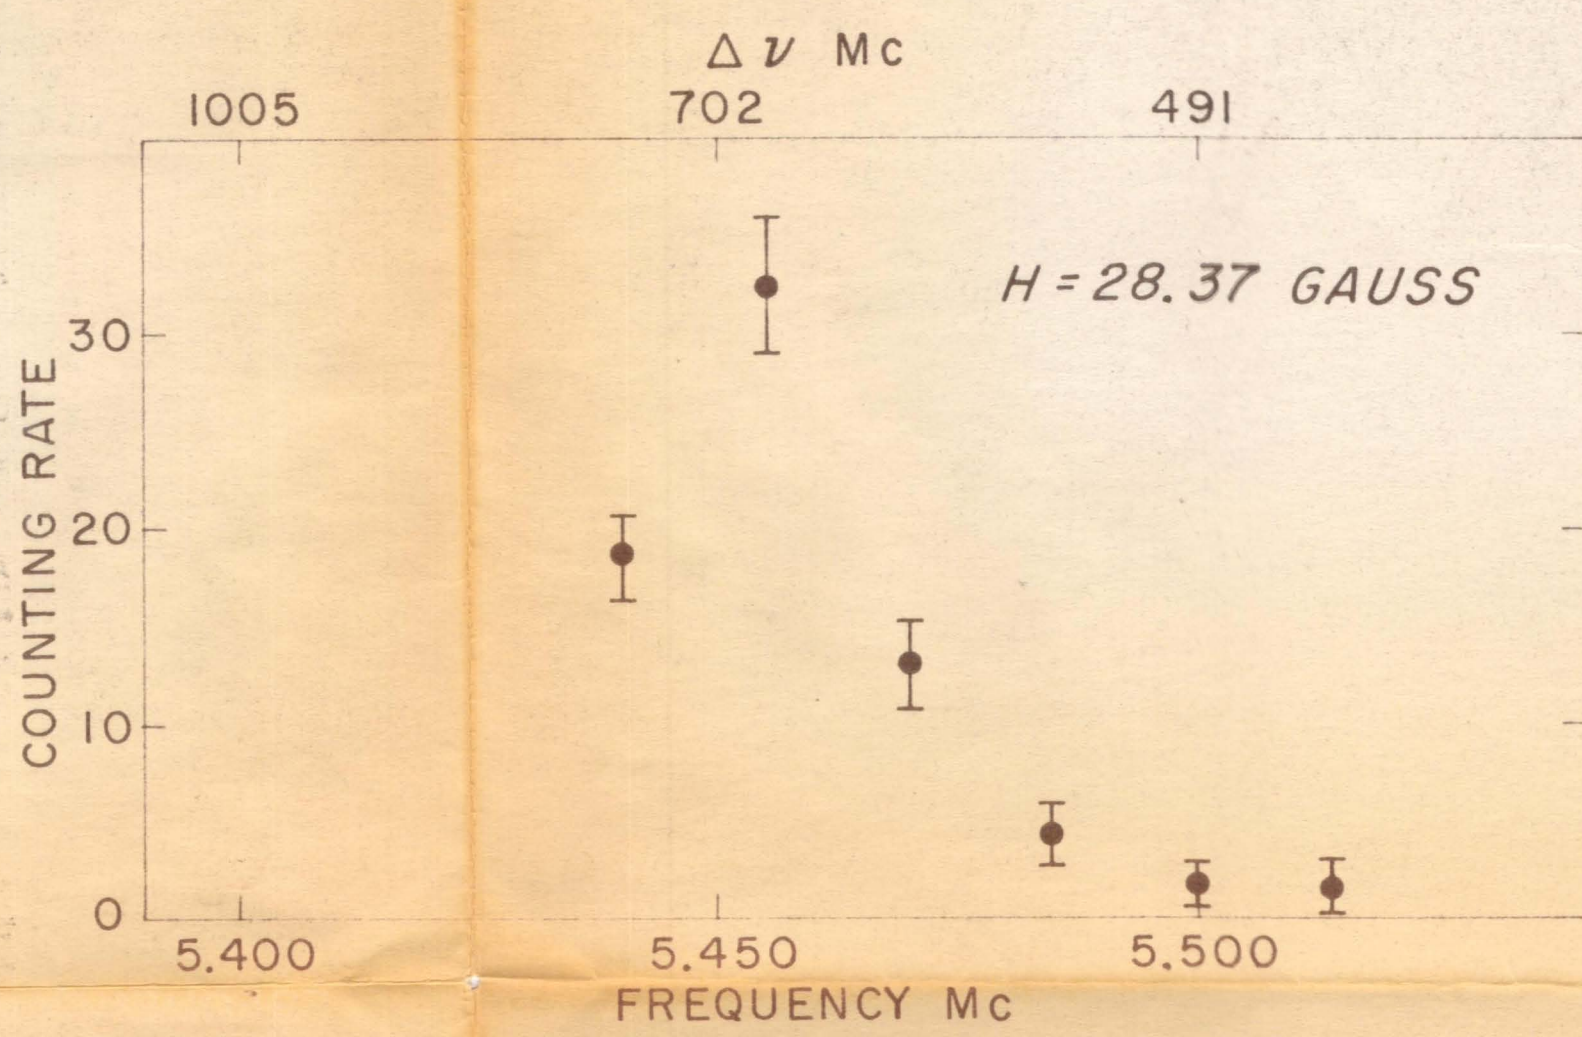 Δ ν Mc
1005 702 491
H = 28.37 GAUSS
30
20
10
0
COUNTING RATE
5.400 5.450 5.500
FREQUENCY Mc